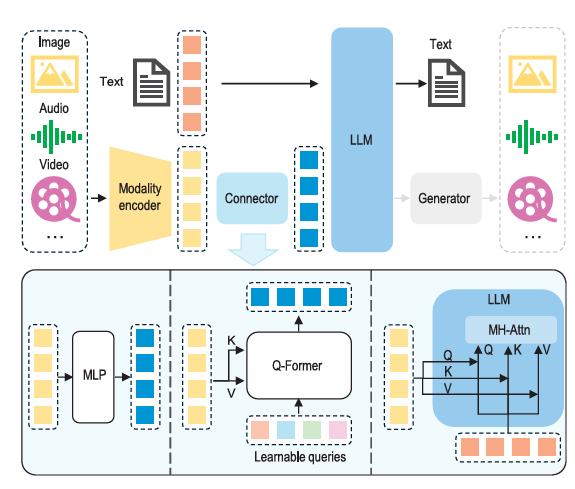 Image
Text
Audio
Video
...
Modality
encoder
Connector
LLM
Text
Generator
...
MLP
K
V
Q-Former
Learnable queries
LLM
MH-Attn
Q
K
V
Q
K
V